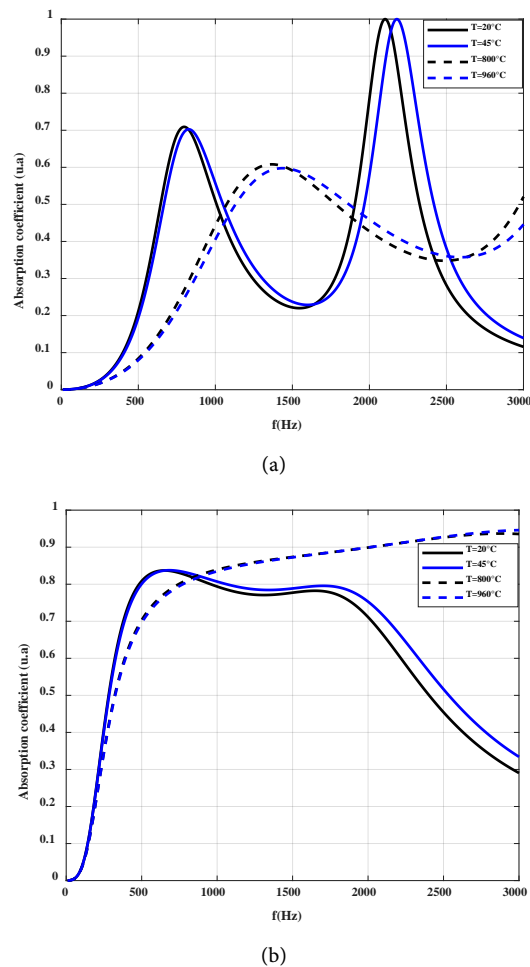 1
0.9
0.8
0.7
0.6
0.5
0.4
0.3
0.2
0.1
0
Absorption coefficient (u.a)
T=20°C
T=45°C
T=800°C
T=960°C
0 500 1000 1500 2000 2500 3000
f(Hz)
(a)
1
0.9
0.8
0.7
0.6
0.5
0.4
0.3
0.2
0.1
0
Absorption coefficient (u.a)
T=20°C
T=45°C
T=800°C
T=960°C
0 500 1000 1500 2000 2500 3000
f(Hz)
(b)